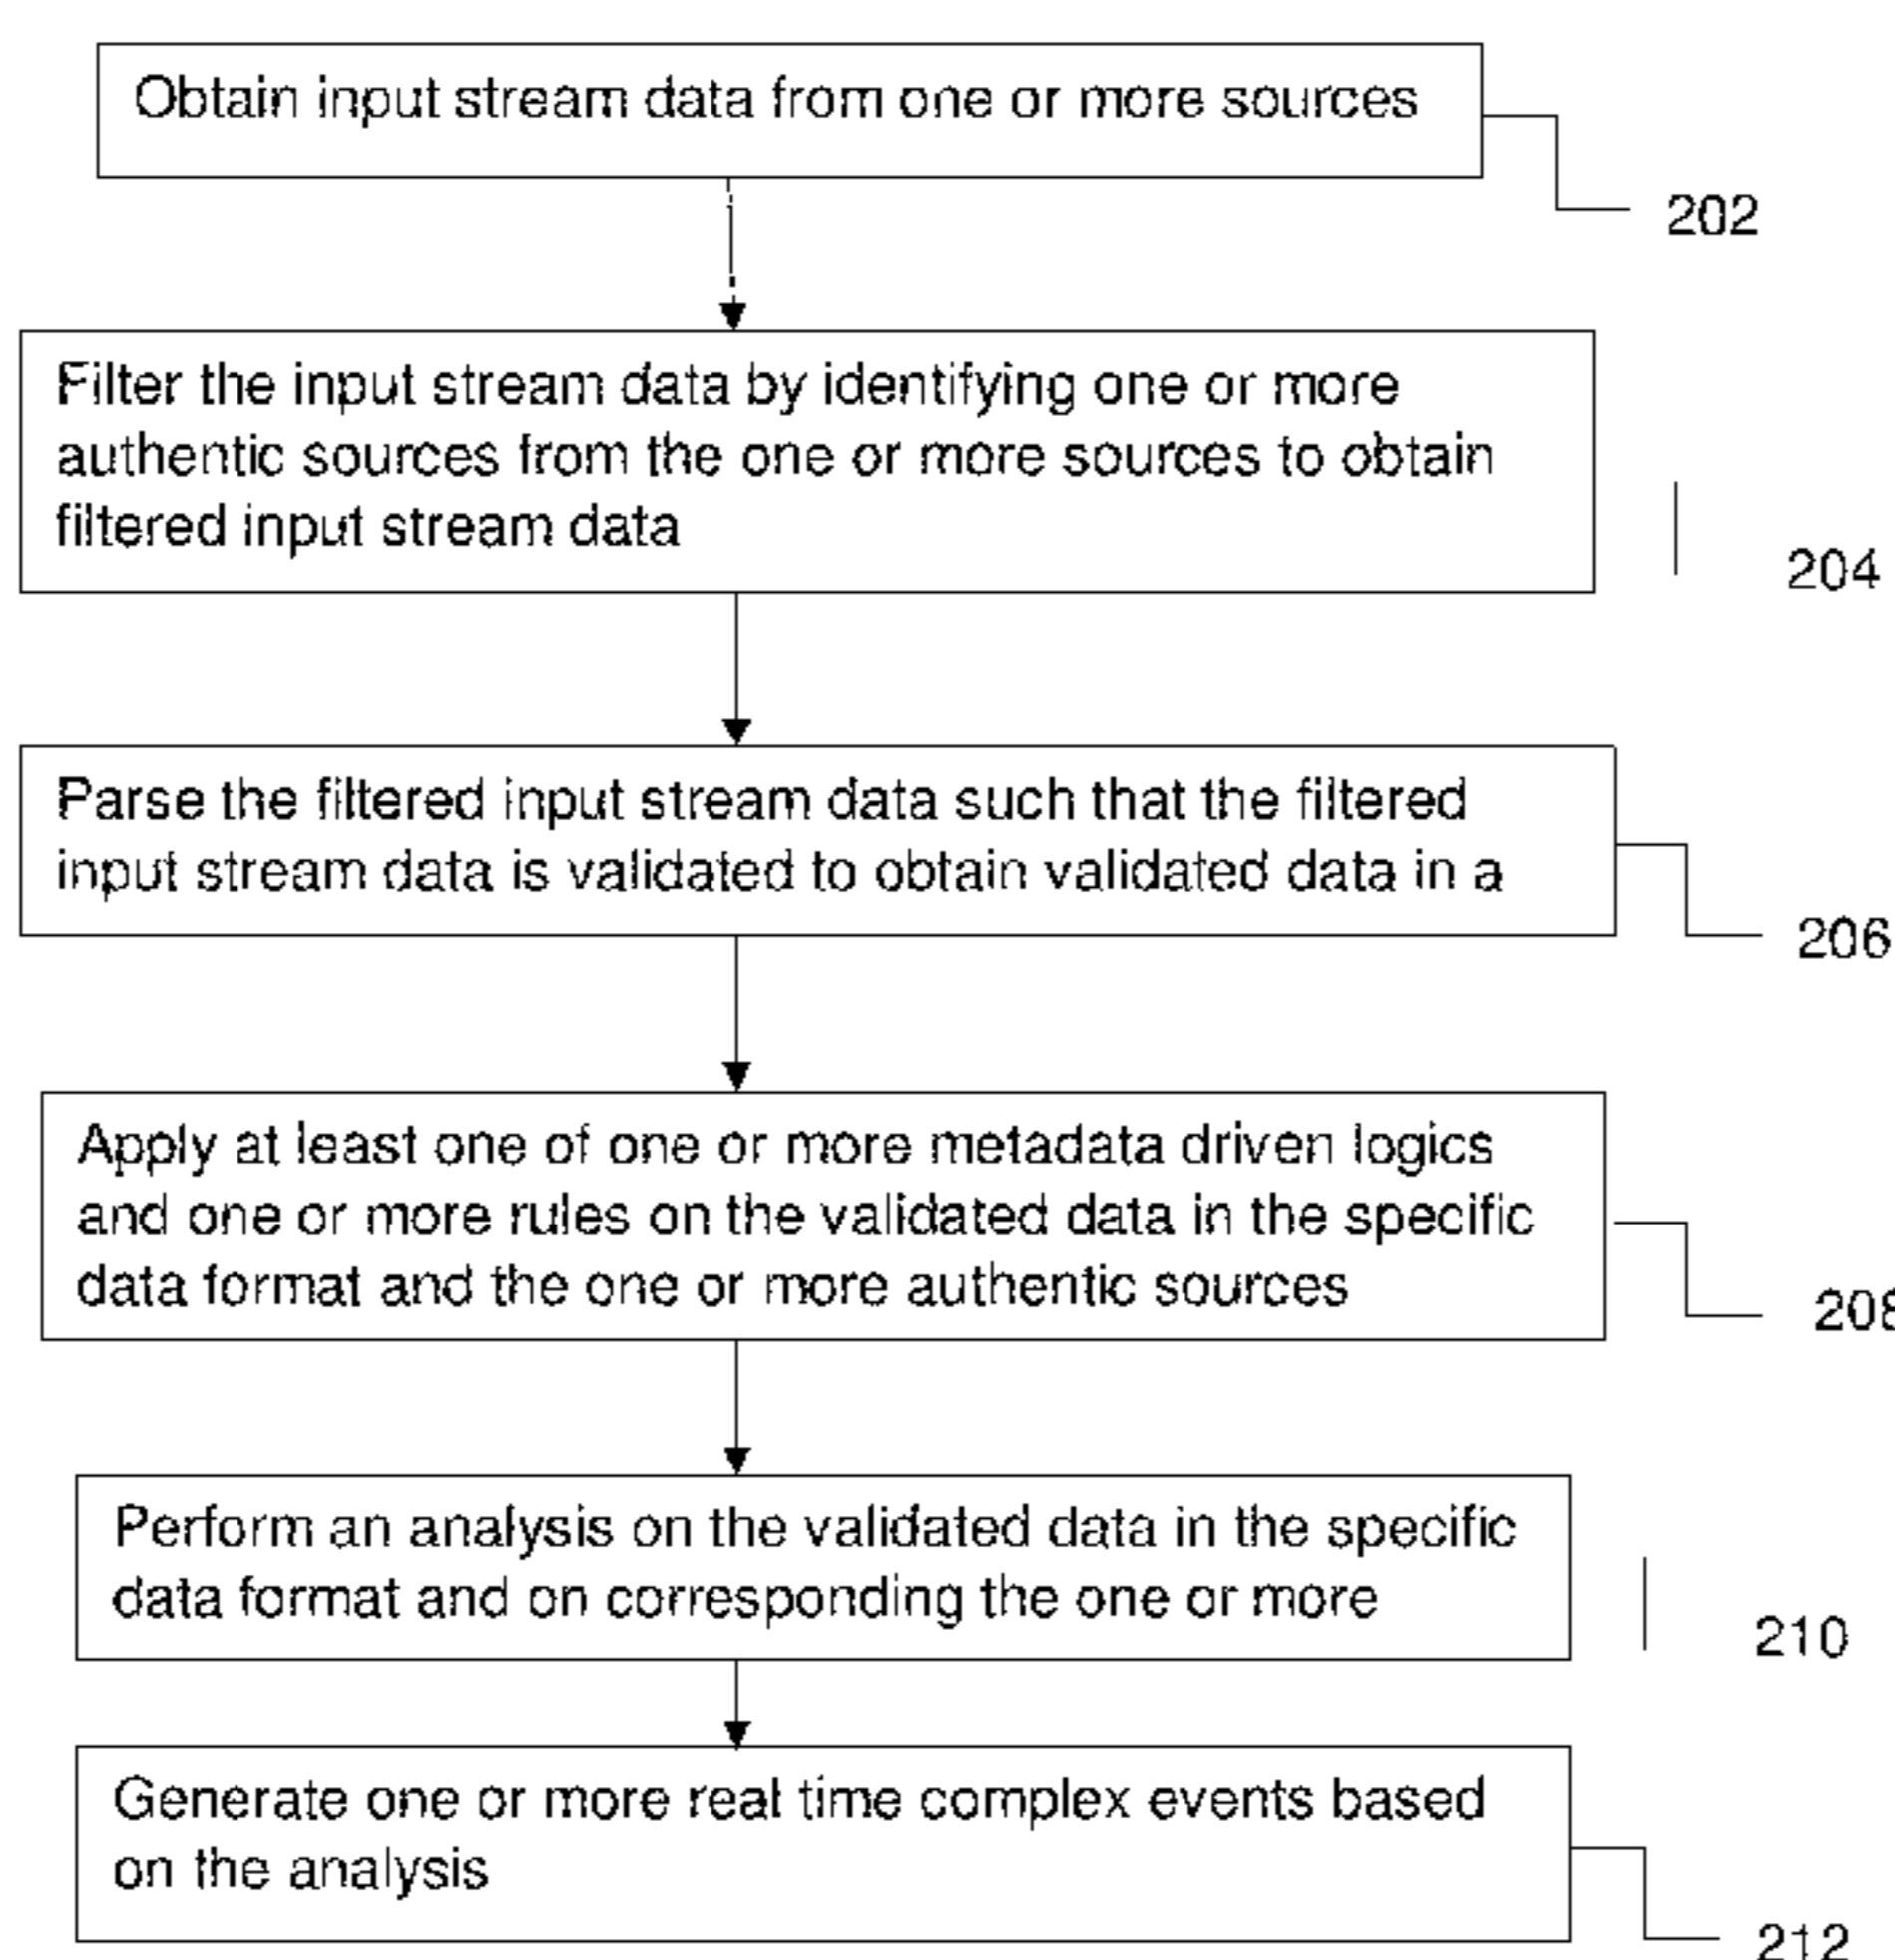 Obtain input stream data from one or more sources
202
Filter the input stream data by identifying one or more
authentic sources from the one or more sources to obtain
filtered input stream data
204
Parse the filtered input stream data such that the filtered
input stream data is validated to obtain validated data in a
206
Apply at least one of one or more metadata driven logics
and one or more rules on the validated data in the specific
data format and the one or more authentic sources
208
Perform an analysis on the validated data in the specific
data format and on corresponding the one or more
210
Generate one or more real time complex events based
on the analysis
212